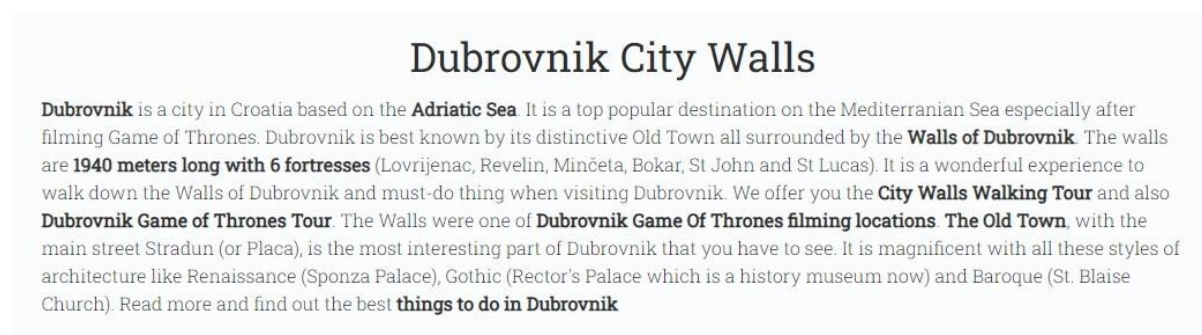 Dubrovnik City Walls
Dubrovnik is a city in Croatia based on the Adriatic Sea. It is a top popular destination on the Mediterranian Sea especially after
filming Game of Thrones. Dubrovnik is best known by its distinctive Old Town all surrounded by the Walls of Dubrovnik. The walls
are 1940 meters long with 6 fortresses (Lovrijenac, Revelin, Minčeta, Bokar, St John and St Lucas). It is a wonderful experience to
walk down the Walls of Dubrovnik and must-do thing when visiting Dubrovnik. We offer you the City Walls Walking Tour and also
Dubrovnik Game of Thrones Tour. The Walls were one of Dubrovnik Game Of Thrones filming locations. The Old Town, with the
main street Stradun (or Placa), is the most interesting part of Dubrovnik that you have to see. It is magnificent with all these styles of
architecture like Renaissance (Sponza Palace), Gothic (Rector's Palace which is a history museum now) and Baroque (St. Blaise
Church). Read more and find out the best things to do in Dubrovnik